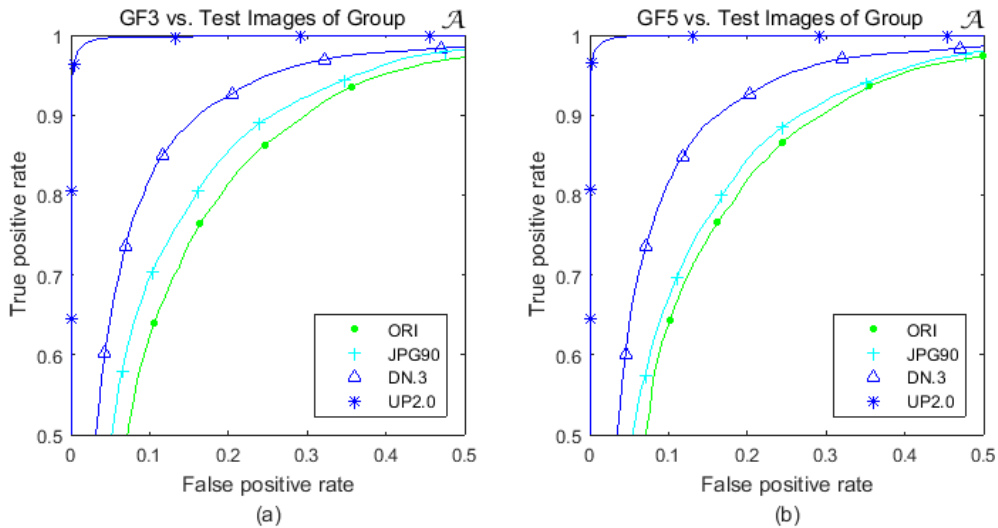 GF3 vs. Test Images of Group 𝒜
1
0.9
0.8
0.7
0.6
0.5
True positive rate
ORI
JPG90
DN.3
UP2.0
0 0.1 0.2 0.3 0.4 0.5
False positive rate
(a)
GF5 vs. Test Images of Group 𝒜
1
0.9
0.8
0.7
0.6
0.5
True positive rate
ORI
JPG90
DN.3
UP2.0
0 0.1 0.2 0.3 0.4 0.5
False positive rate
(b)